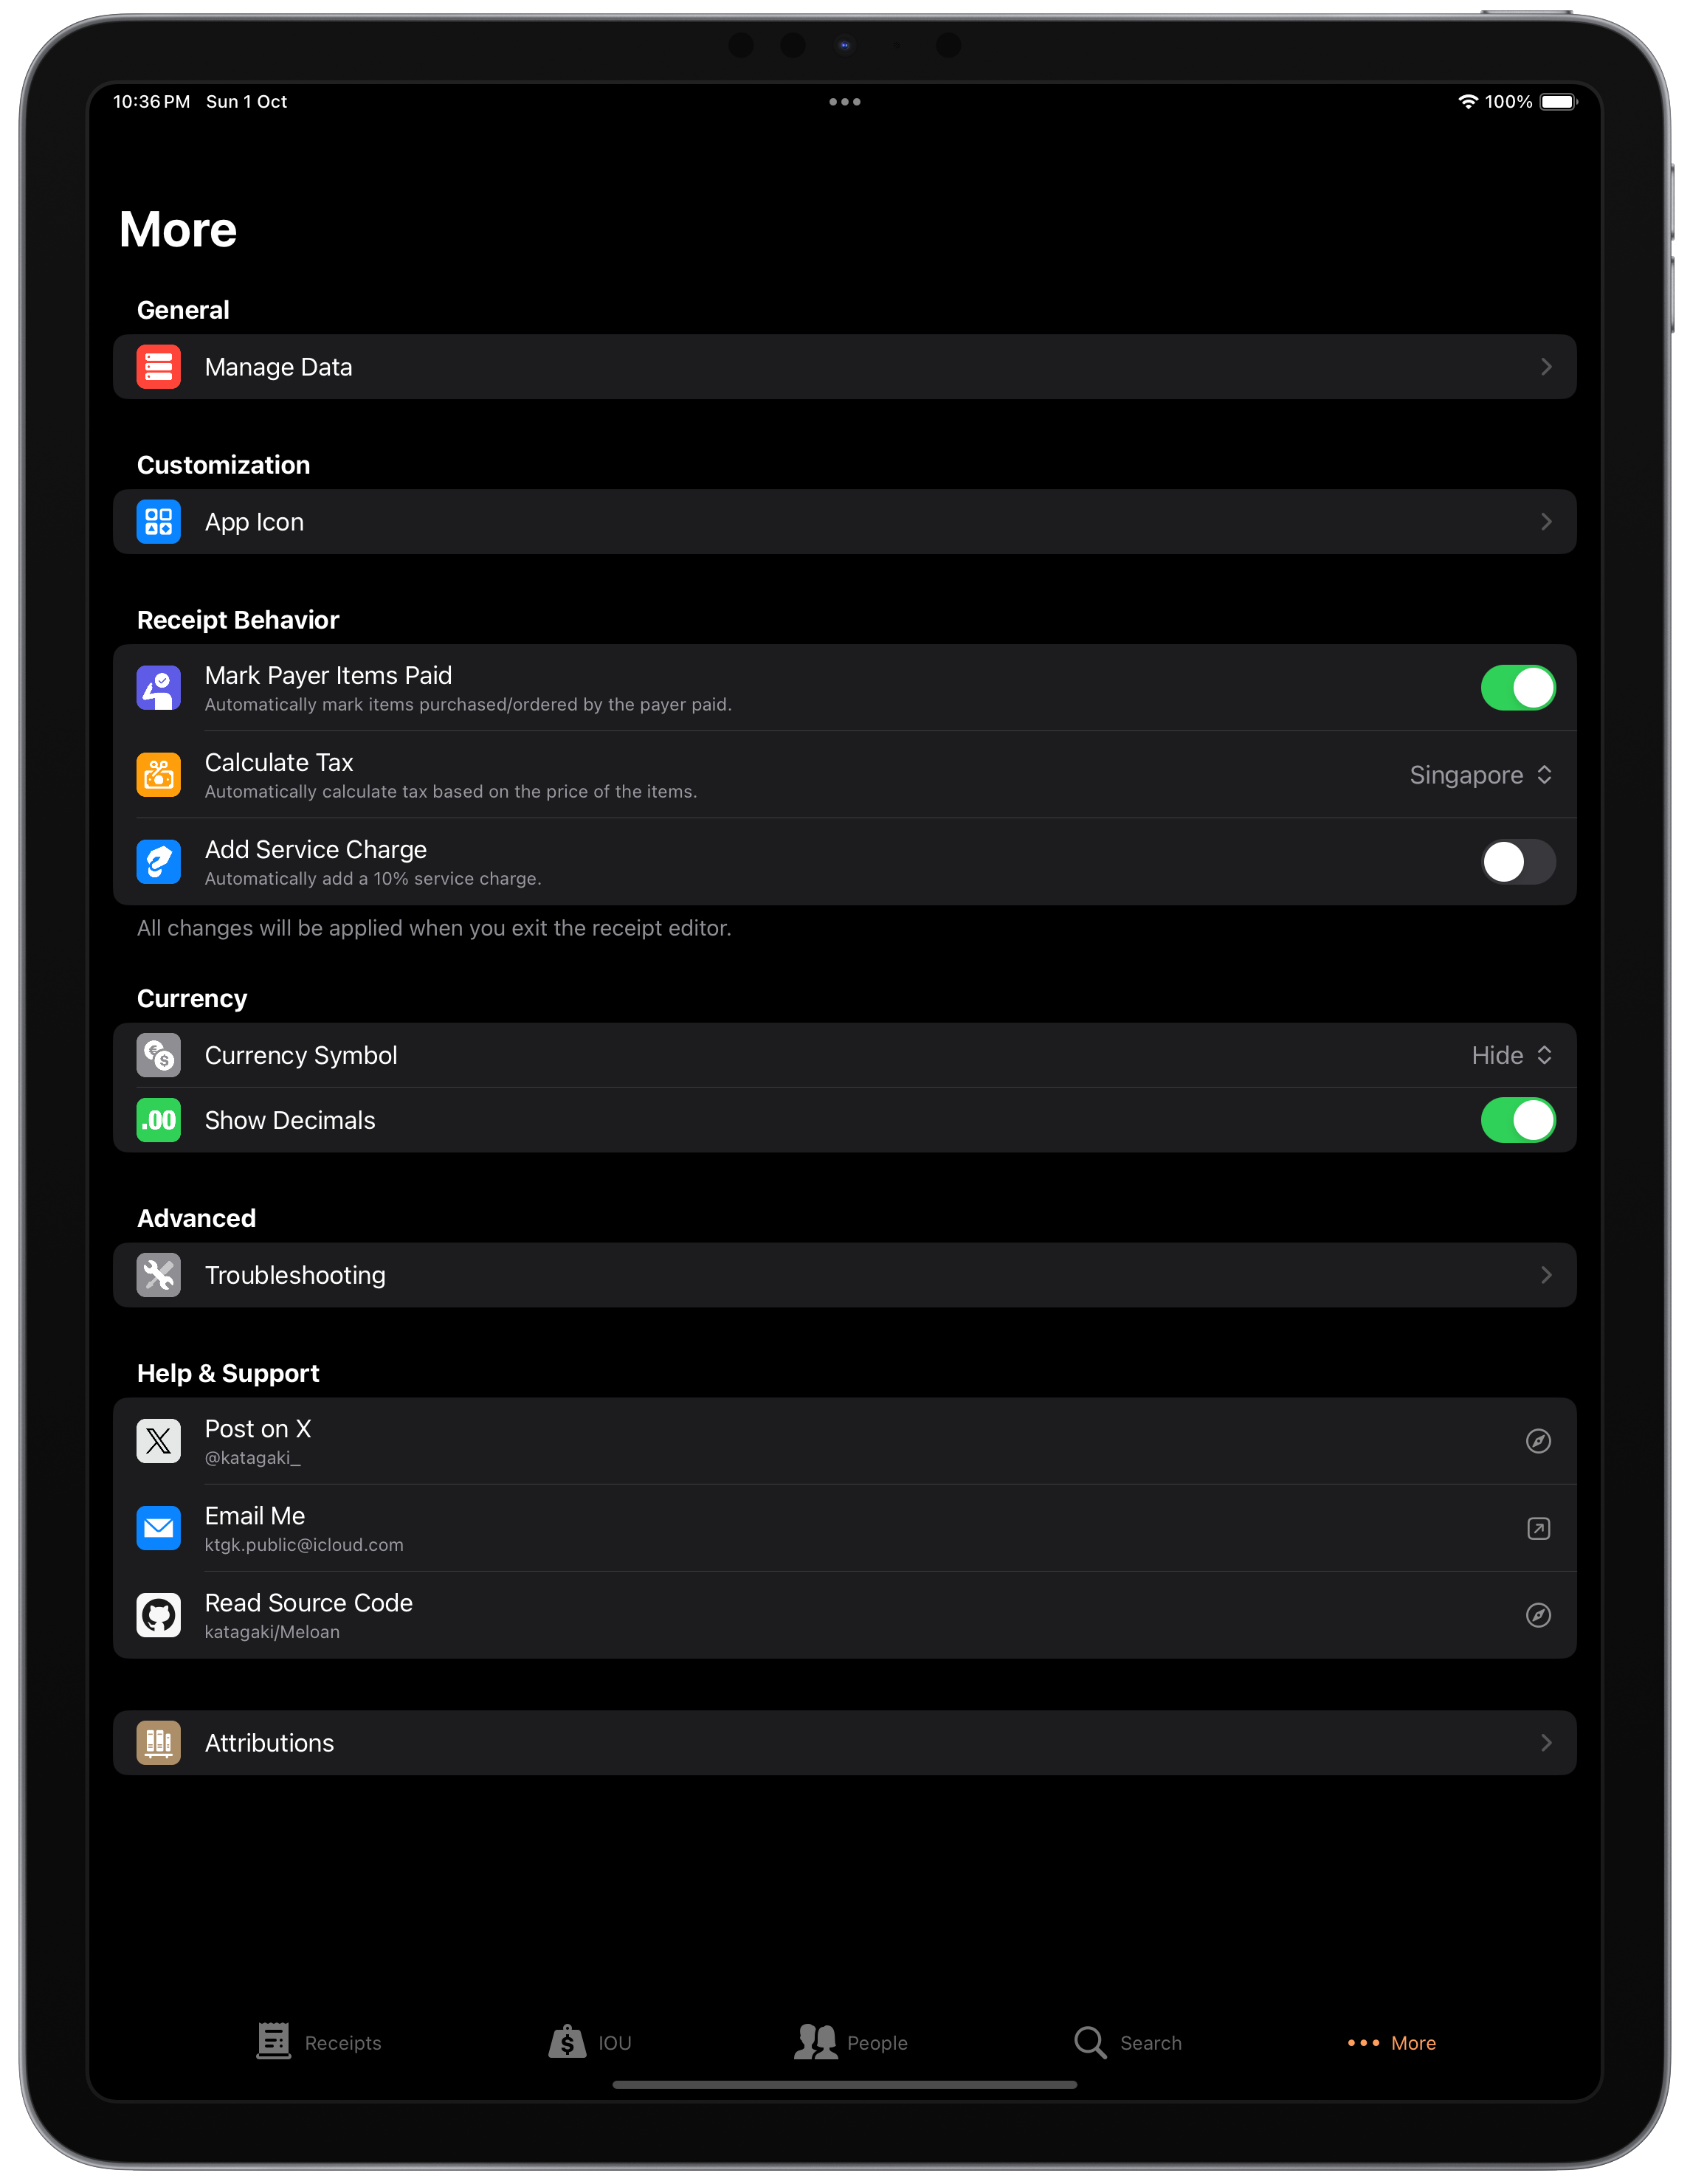 10:36 PM Sun 1 Oct
100%
More
General
Manage Data
Customization
App Icon
Receipt Behavior
Mark Payer Items Paid
Automatically mark items purchased/ordered by the payer paid.
Calculate Tax
Automatically calculate tax based on the price of the items.
Singapore
Add Service Charge
Automatically add a 10% service charge.
All changes will be applied when you exit the receipt editor.
Currency
Currency Symbol
Hide
.00
Show Decimals
Advanced
Troubleshooting
Help & Support
Post on X
@katagaki_
Email Me
ktgk.public@icloud.com
Read Source Code
katagaki/Meloan
Attributions
Receipts
IOU
People
Search
More